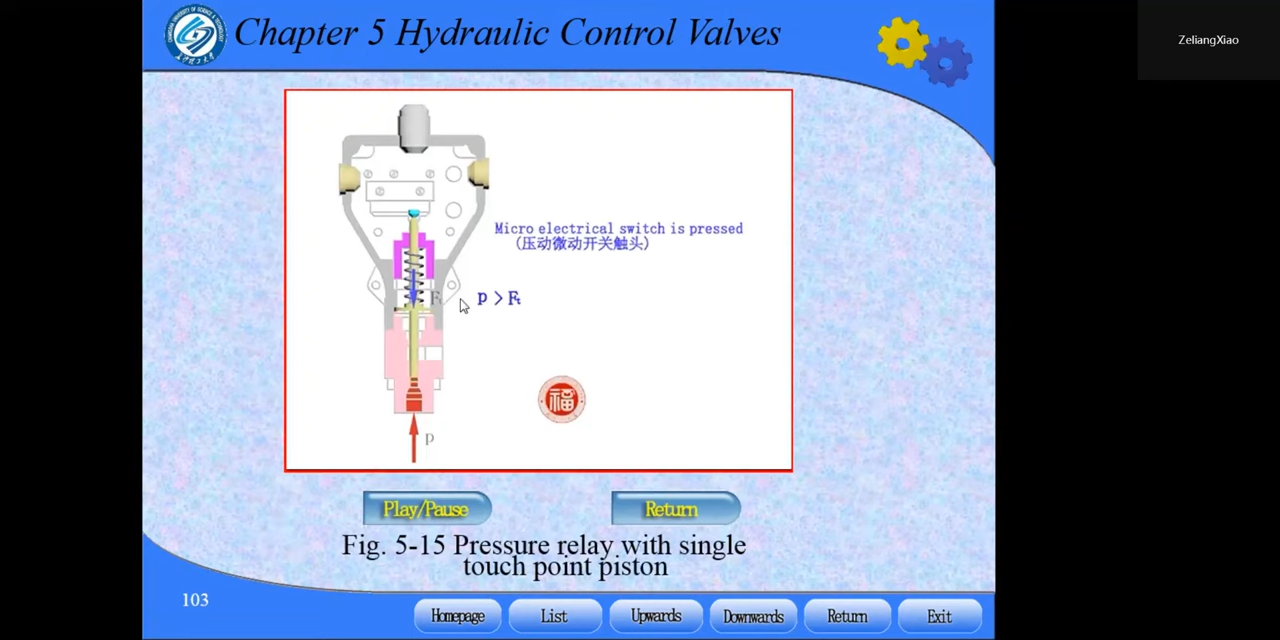 Chapter 5 Hydraulic Control Valves
ZeliangXiao
Micro electrical switch is pressed
(压动微动开关触头)
Ft
p > Ft
福
p
Play/Pause
Return
Fig. 5-15 Pressure relay with single
touch point piston
103
Homepage
List
Upwards
Downwards
Return
Exit